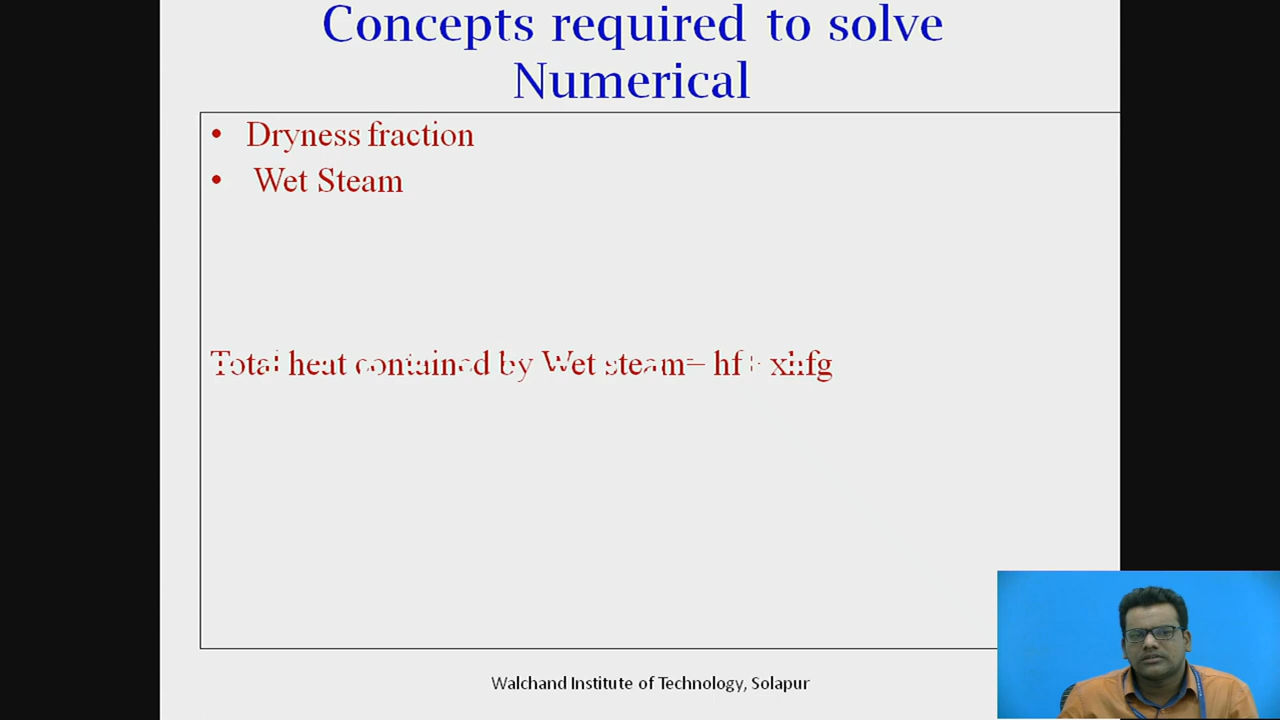 Concepts required to solve
Numerical
• Dryness fraction
• Wet Steam
Total heat contained by Wet steam= hf+ xhfg
Walchand Institute of Technology, Solapur